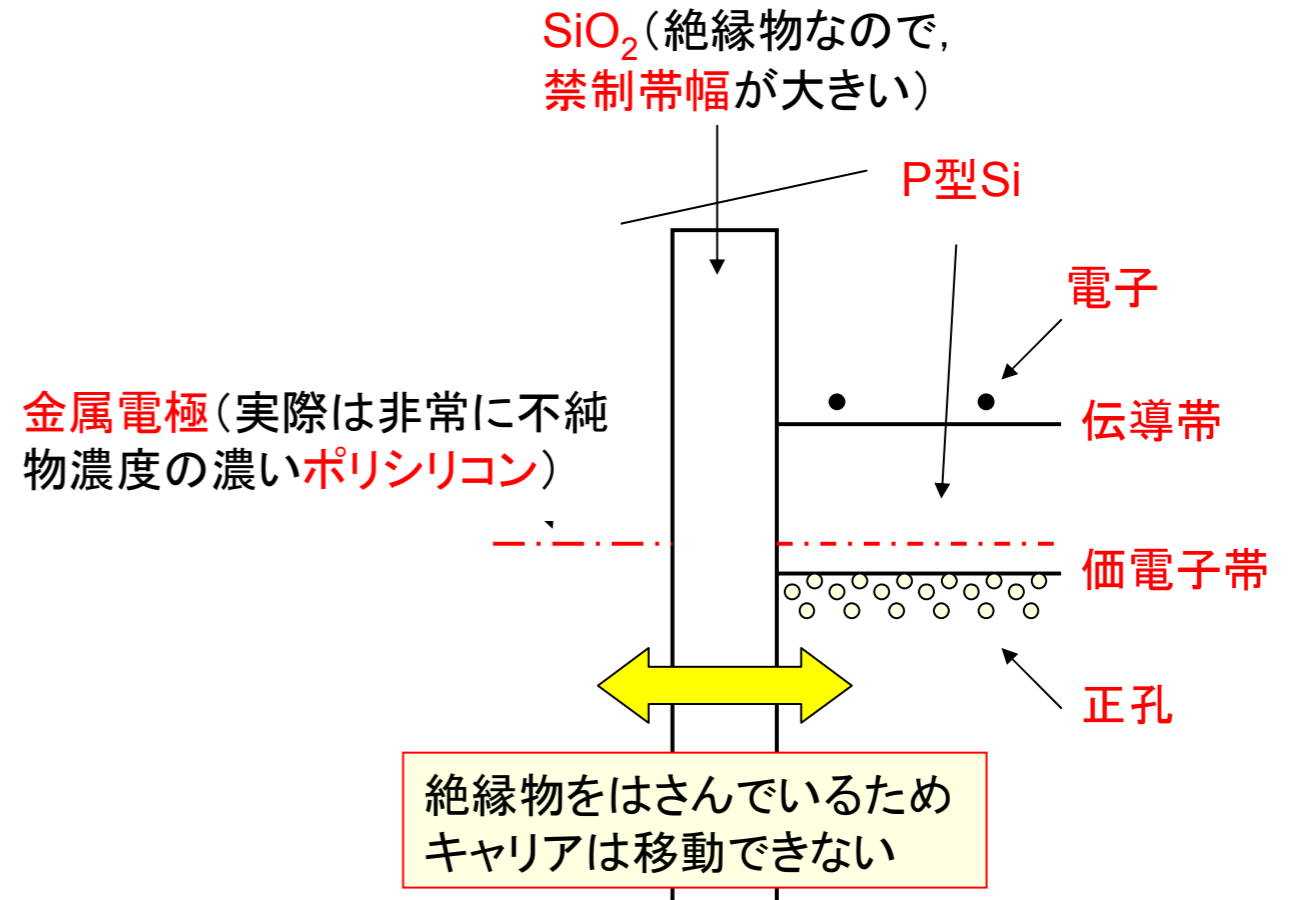 SiO₂（絶縁物なので,
禁制帯幅が大きい）
P型Si
電子
金属電極（実際は非常に不純
物濃度の濃いポリシリコン）
伝導帯
価電子帯
正孔
絶縁物をはさんでいるため
キャリアは移動できない